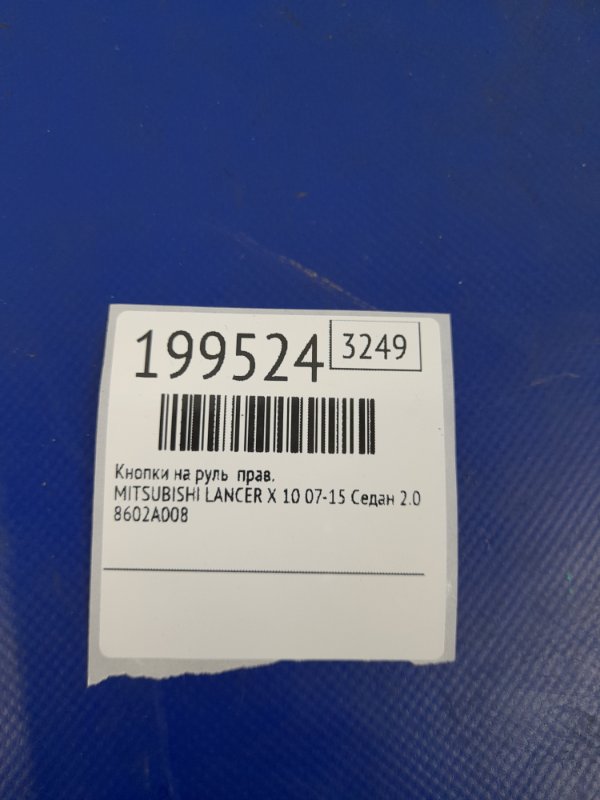 199524
3249
Кнопки на руль прав.
MITSUBISHI LANCER X 10 07-15 Седан 2.0
8602A008